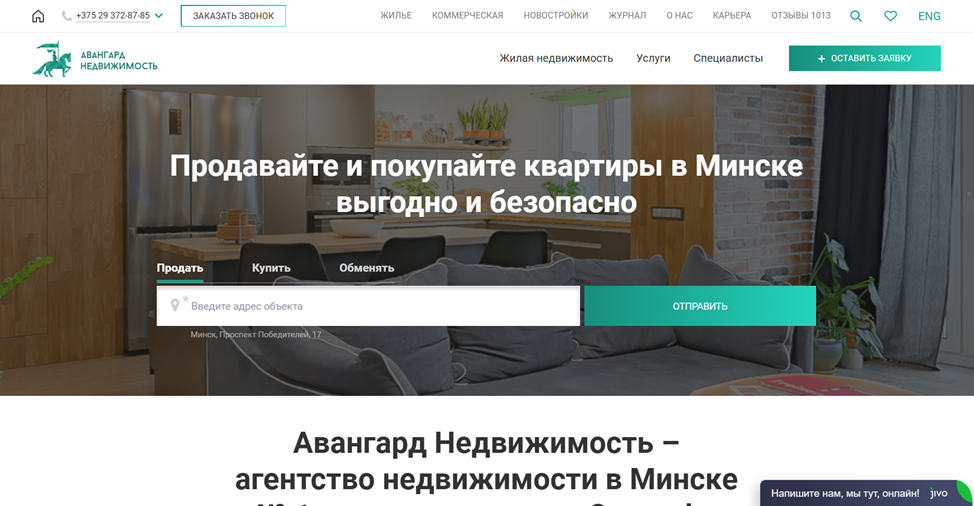 +375 29 372-87-85
ЗАКАЗАТЬ ЗВОНОК
ЖИЛЬЕ
КОММЕРЧЕСКАЯ
НОВОСТРОЙКИ
ЖУРНАЛ
О НАС
КАРЬЕРА
ОТЗЫВЫ 1013
ENG
АВАНГАРД
НЕДВИЖИМОСТЬ
Жилая недвижимость
Услуги
Специалисты
+ ОСТАВИТЬ ЗАЯВКУ
Продавайте и покупайте квартиры в Минске
выгодно и безопасно
Продать
Купить
Обменять
* Введите адрес объекта
ОТПРАВИТЬ
Минск, Проспект Победителей, 17
Авангард Недвижимость –
агентство недвижимости в Минске
Напишите нам, мы тут, онлайн!
jivo